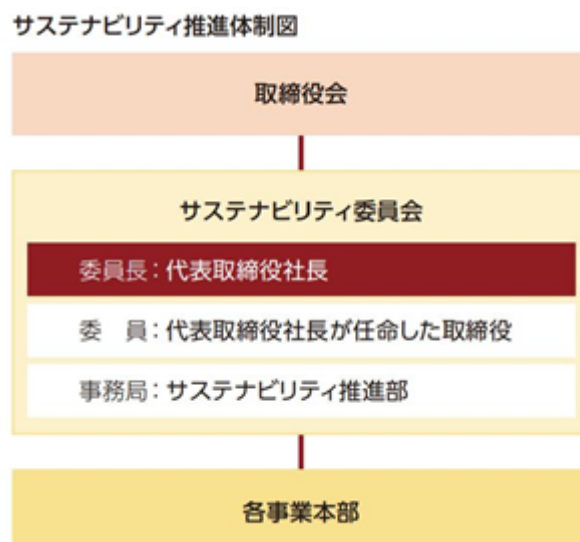 サステナビリティ推進体制図
取締役会
サステナビリティ委員会
委員長：代表取締役社長
委　員：代表取締役社長が任命した取締役
事務局：サステナビリティ推進部
各事業本部